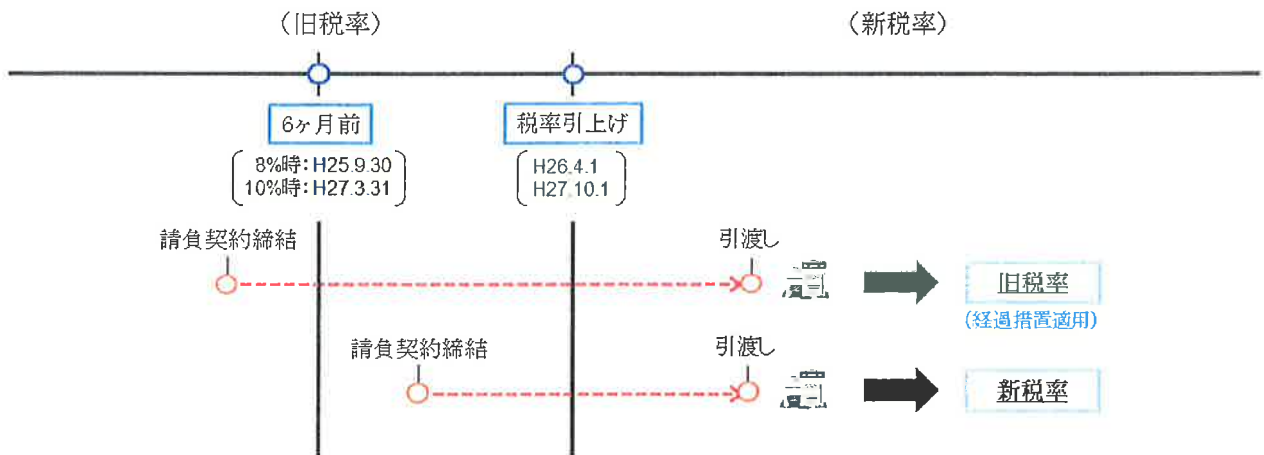 （旧税率）
（新税率）
6ヶ月前
税率引上げ
8%時：H25.9.30
10%時：H27.3.31
H26.4.1
H27.10.1
請負契約締結
引渡し
旧税率
（経過措置適用）
請負契約締結
引渡し
新税率